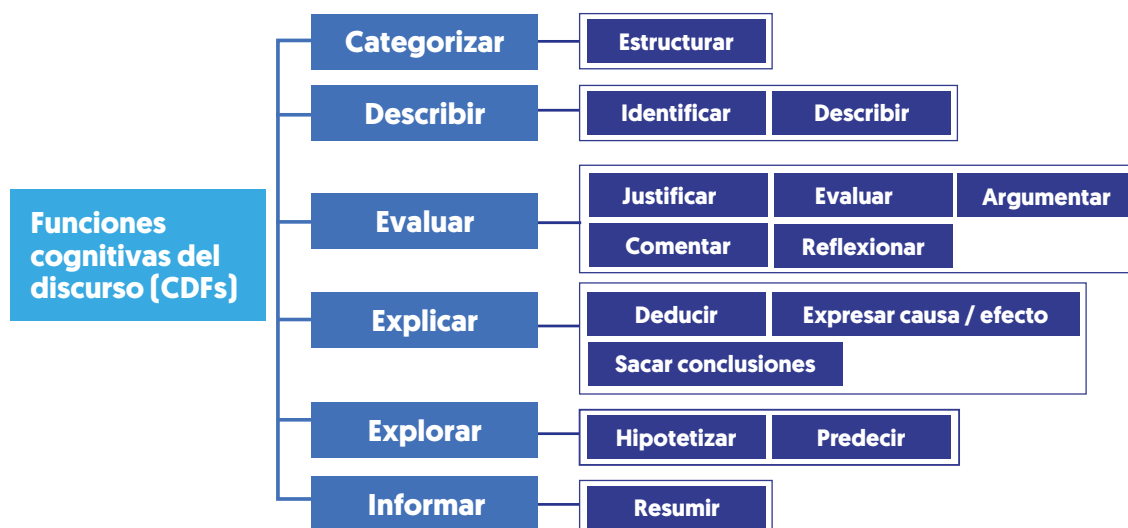 Funciones
cognitivas del
discurso (CDFs)
Categorizar
Estructurar
Describir
Identificar
Describir
Evaluar
Justificar
Evaluar
Argumentar
Comentar
Reflexionar
Explicar
Deducir
Expresar causa / efecto
Sacar conclusiones
Explorar
Hipotetizar
Predecir
Informar
Resumir